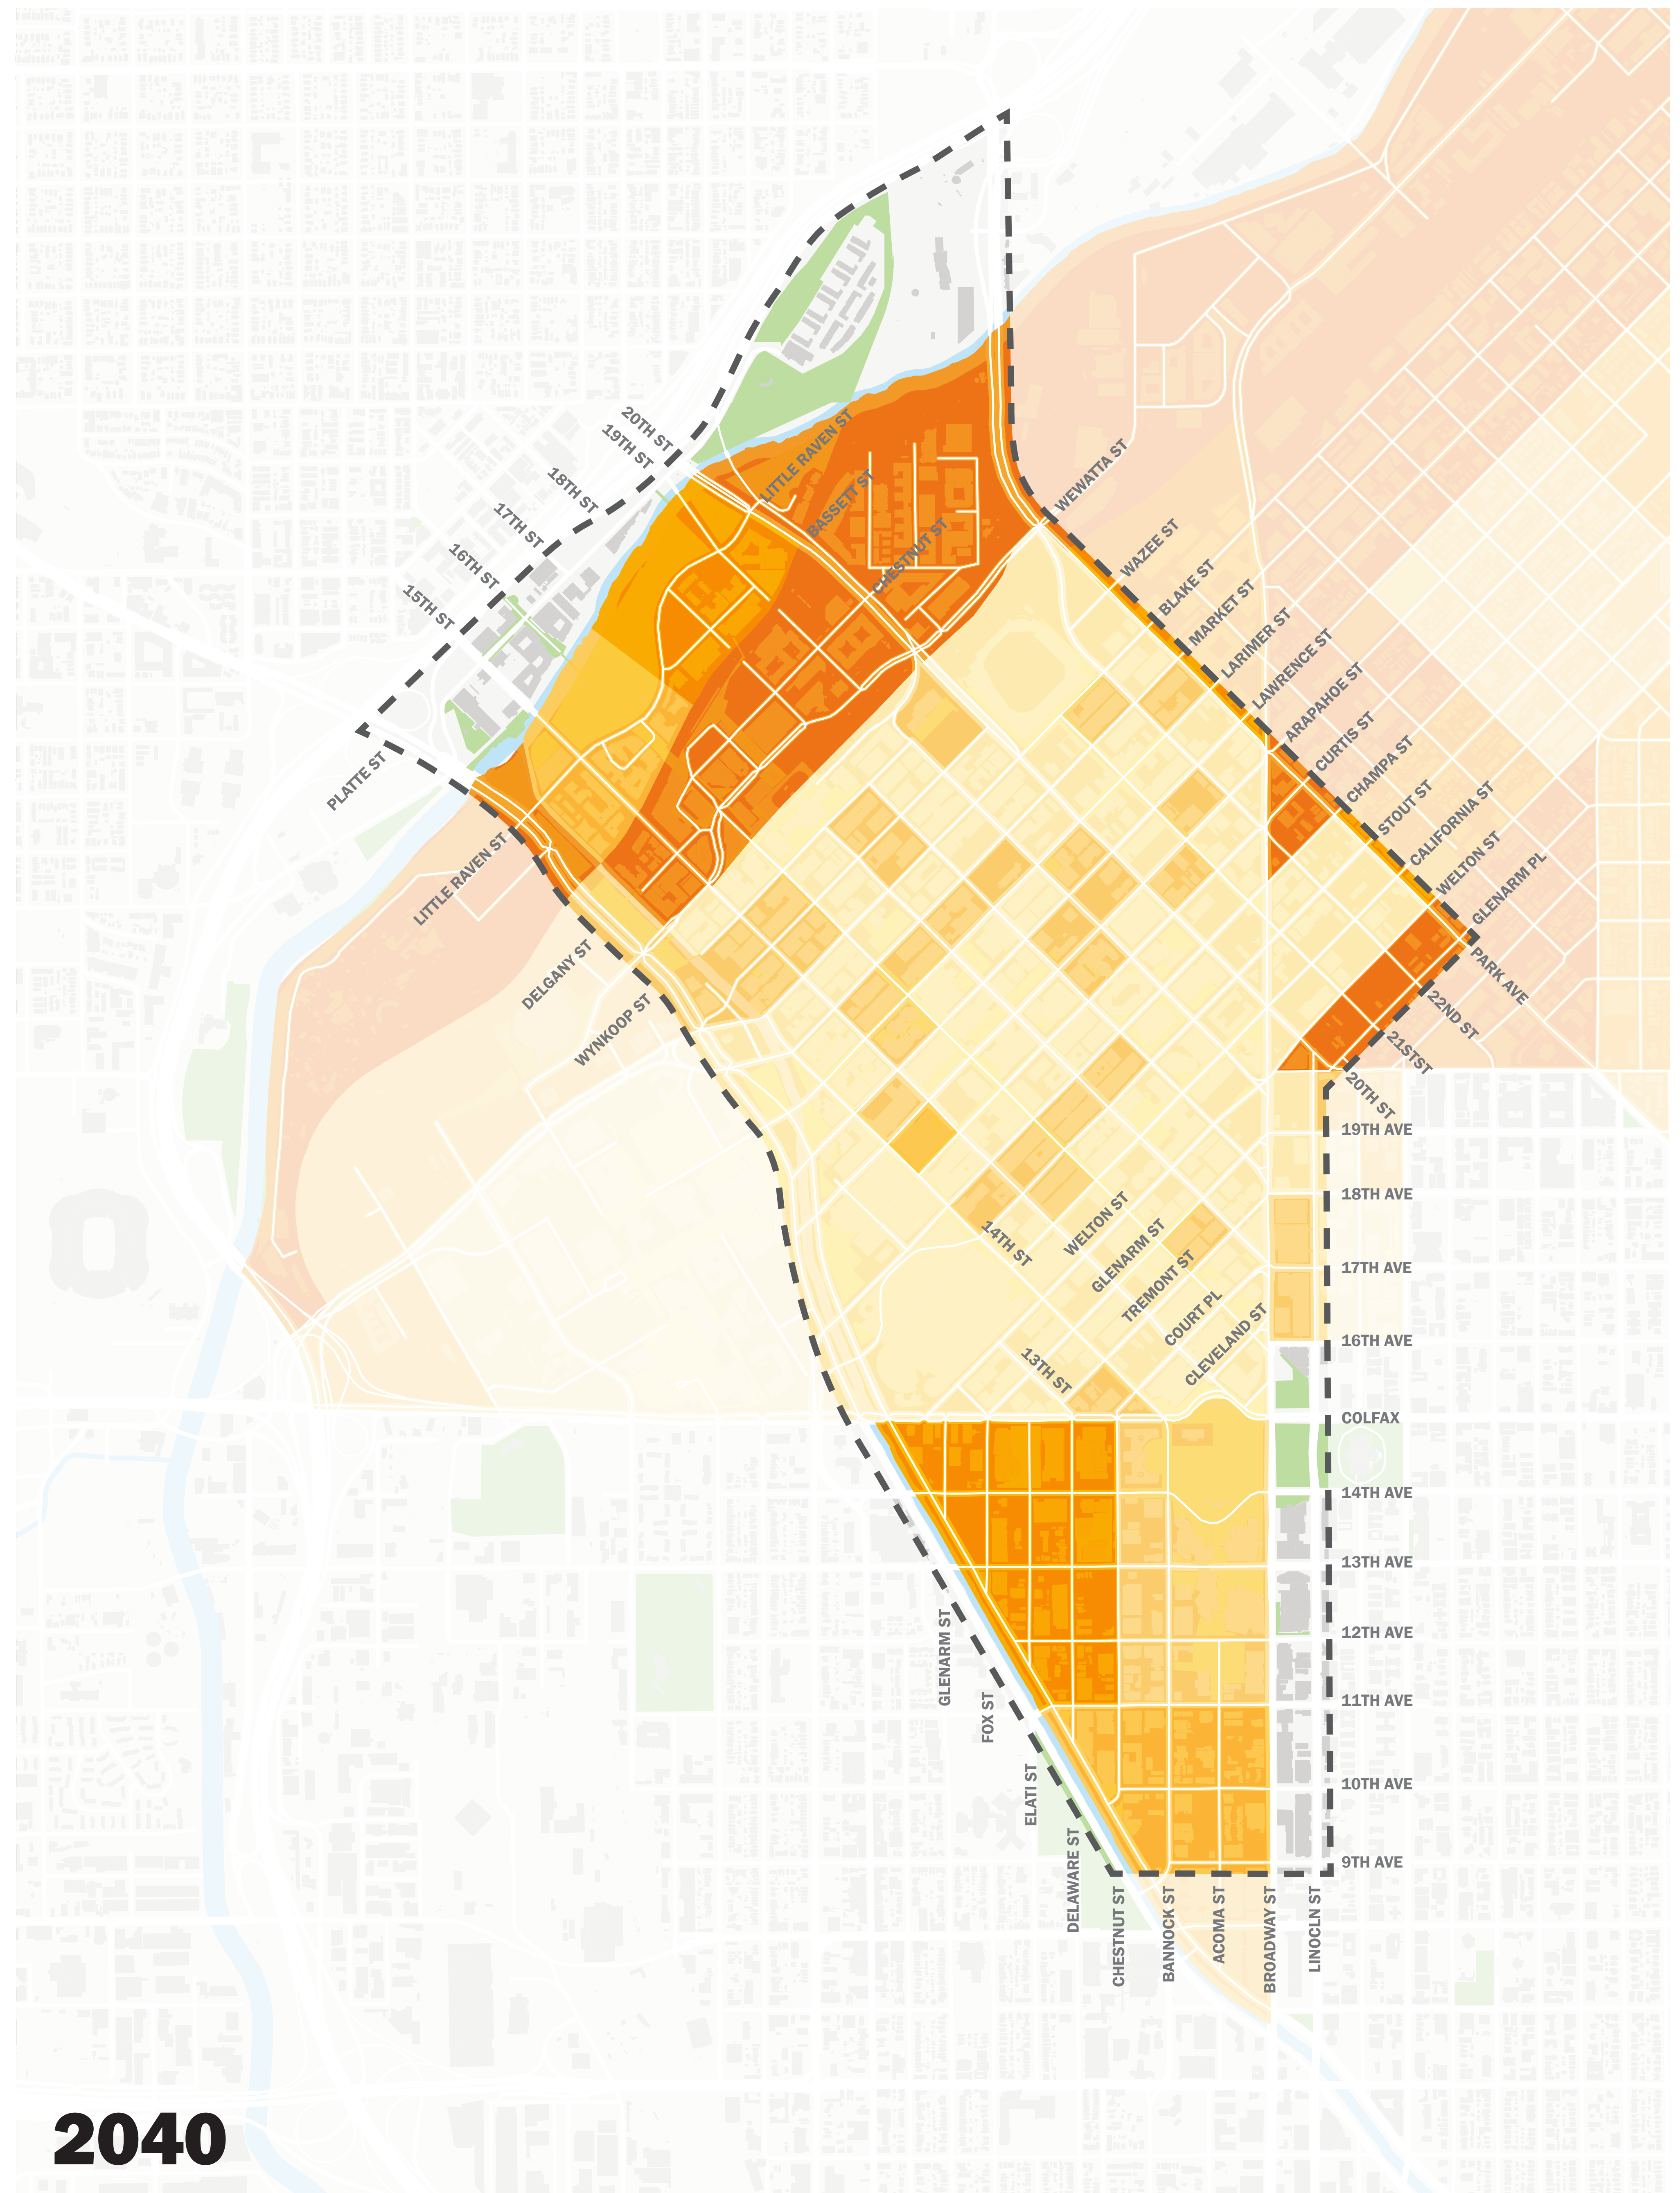 20TH ST
19TH ST
18TH ST
17TH ST
16TH ST
15TH ST
PLATTE ST
LITTLE RAVEN ST
BASSETT ST
CHESTNUT ST
WEWATTA ST
WAZEE ST
BLAKE ST
MARKET ST
LARIMER ST
LAWRENCE ST
ARAPAHOE ST
CURTIS ST
CHAMPA ST
STOUT ST
CALIFORNIA ST
WELTON ST
GLENARM PL
PARK AVE
22ND ST
21STST
20TH ST
LITTLE RAVEN ST
DELGANY ST
WYNKOOP ST
19TH AVE
18TH AVE
17TH AVE
16TH AVE
COLFAX
14TH AVE
13TH AVE
12TH AVE
11TH AVE
10TH AVE
9TH AVE
14TH ST
WELTON ST
GLENARM ST
TREMONT ST
COURT PL
CLEVELAND ST
13TH ST
GLENARM ST
FOX ST
ELATI ST
DELAWARE ST
CHESTNUT ST
BANNOCK ST
ACOMA ST
BROADWAY ST
LINOCLN ST
2040